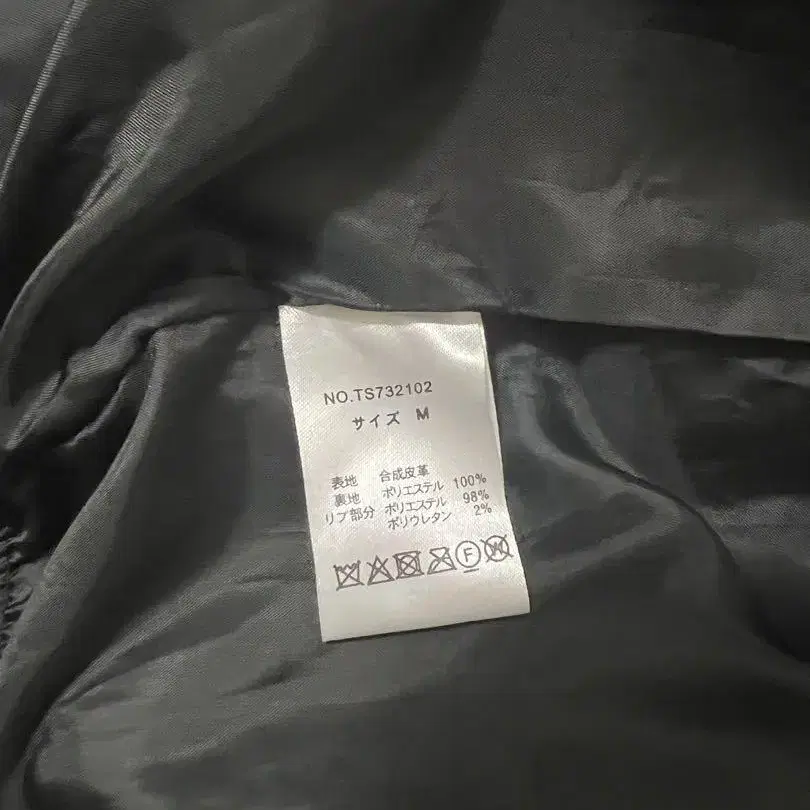 NO.TS732102
サイズ M
表地 合成皮革
裏地 ポリエステル 100%
リブ部分 ポリエステル 98%
ポリウレタン 2%
F W